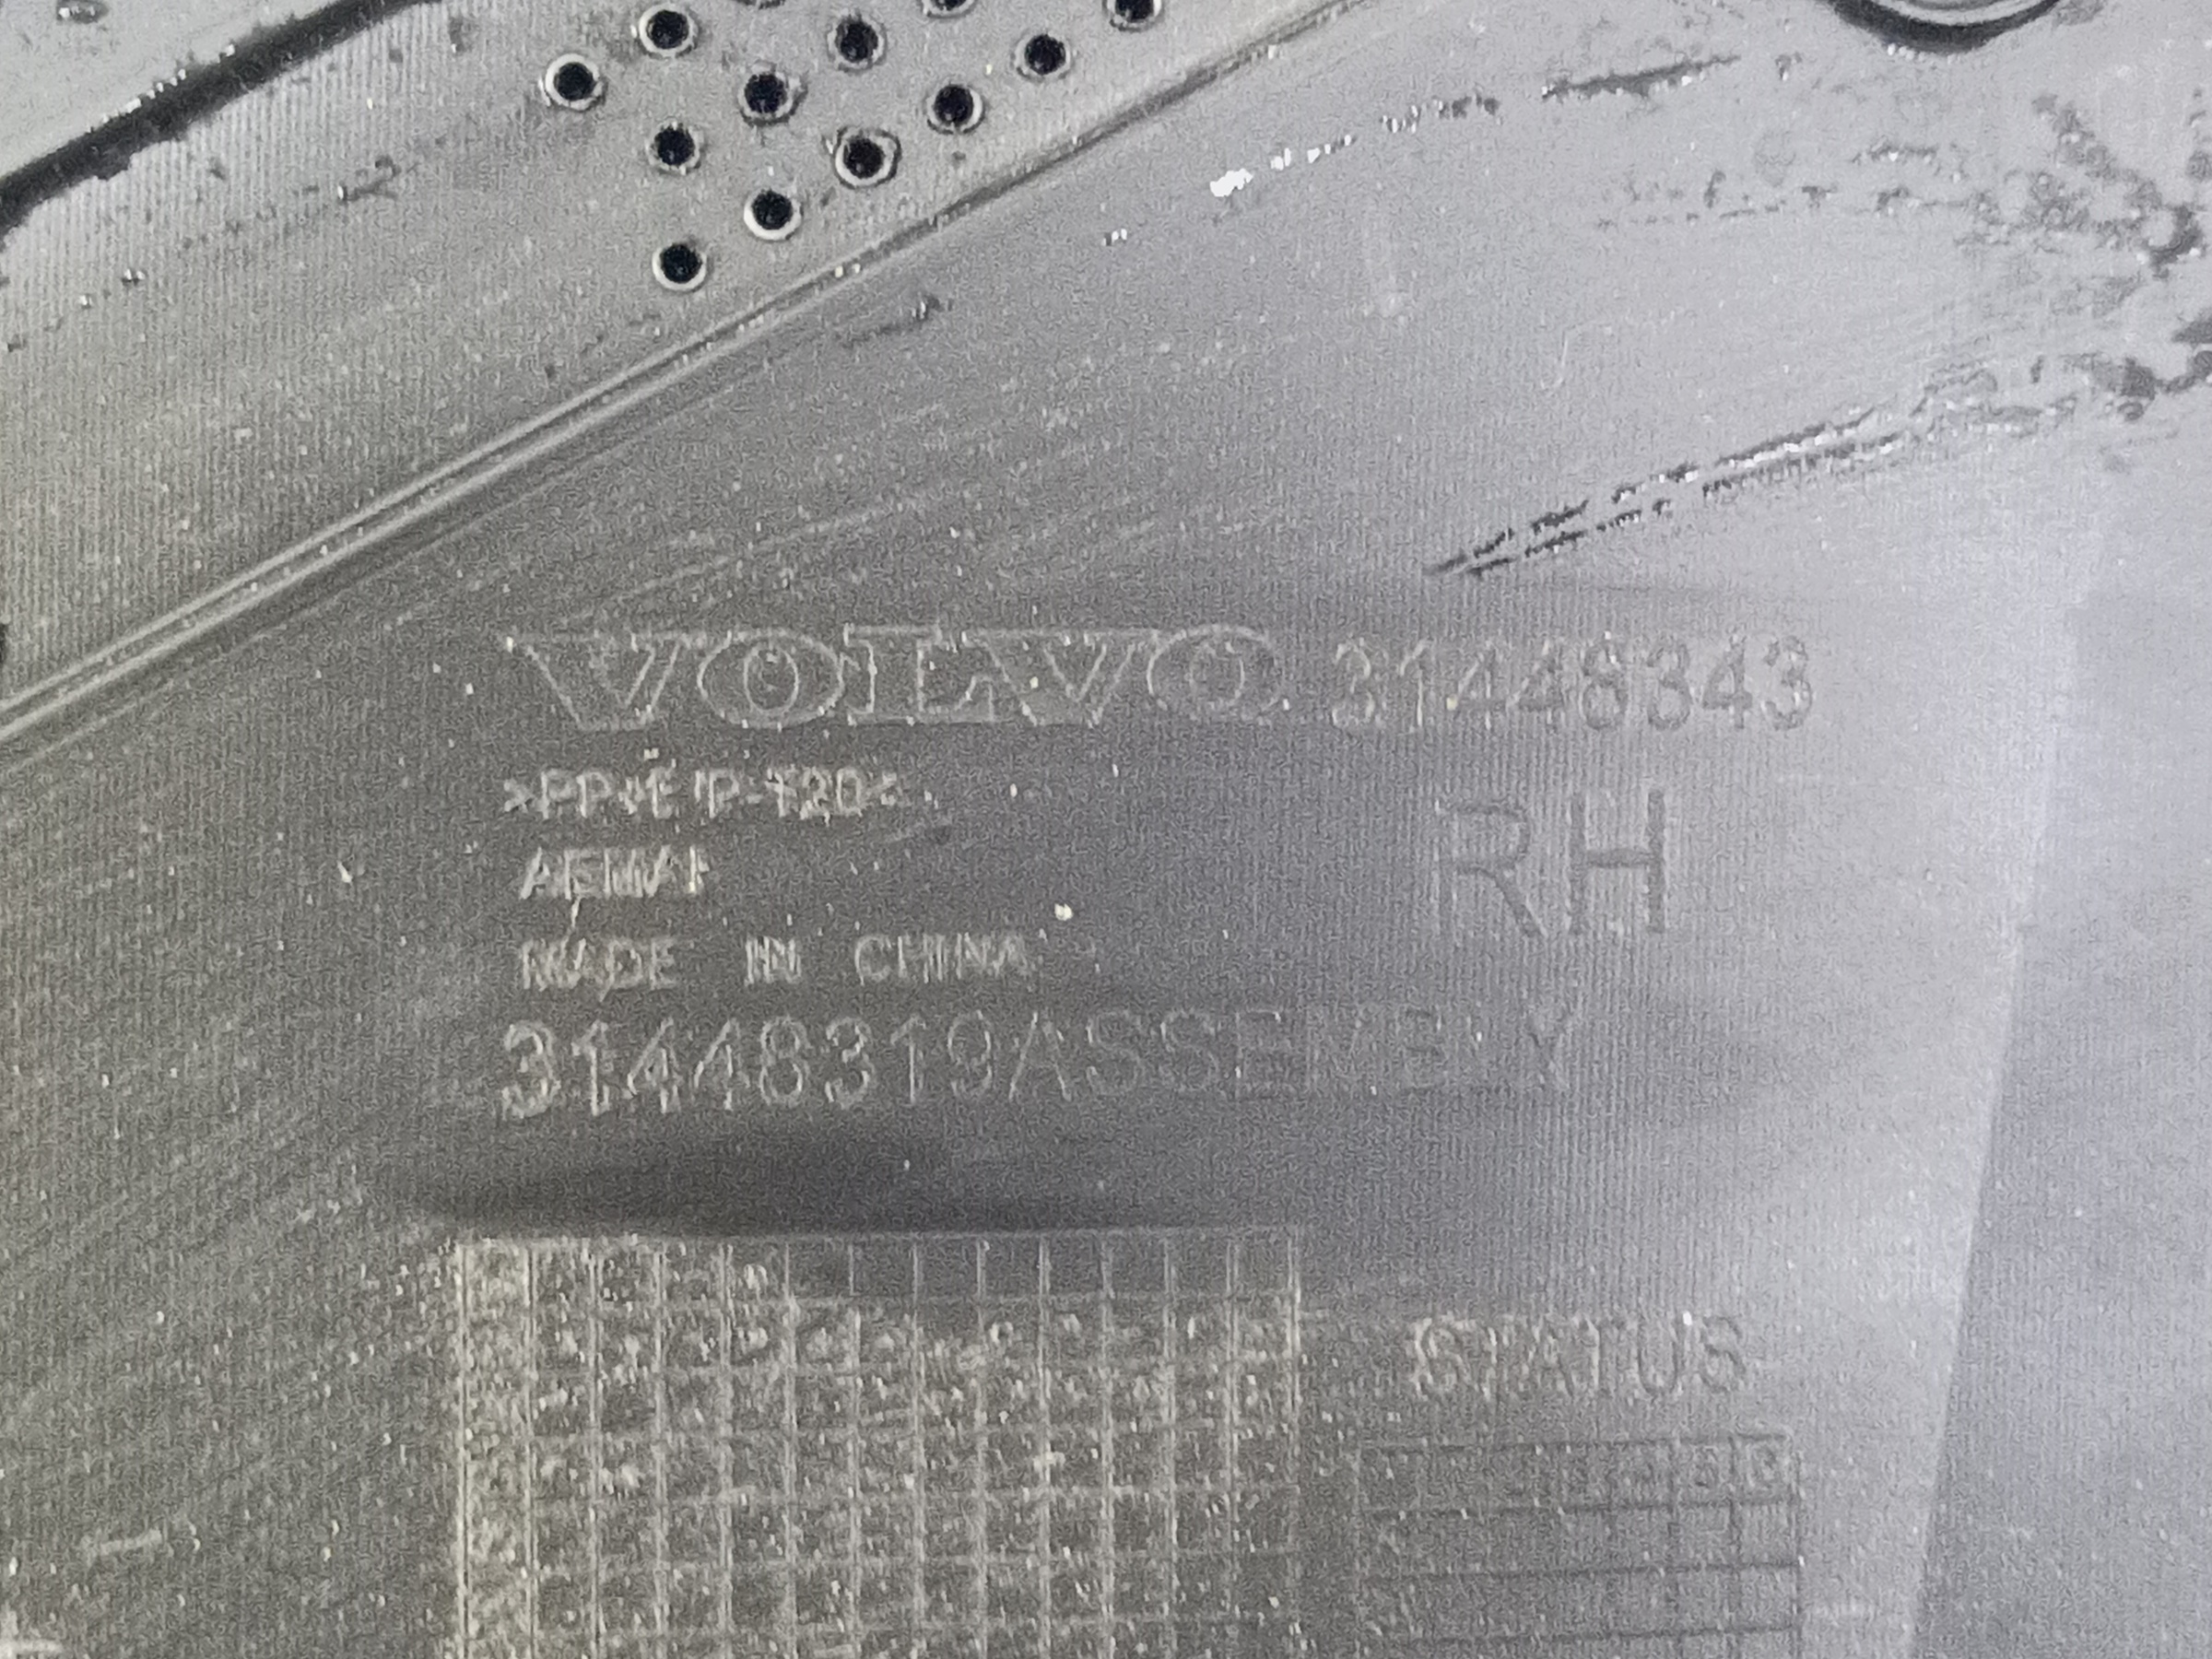 VOLVO 31448343
>PP+E/P-T20<
RH
MADE IN CHINA
31448319ASSEMBLY
STATUS